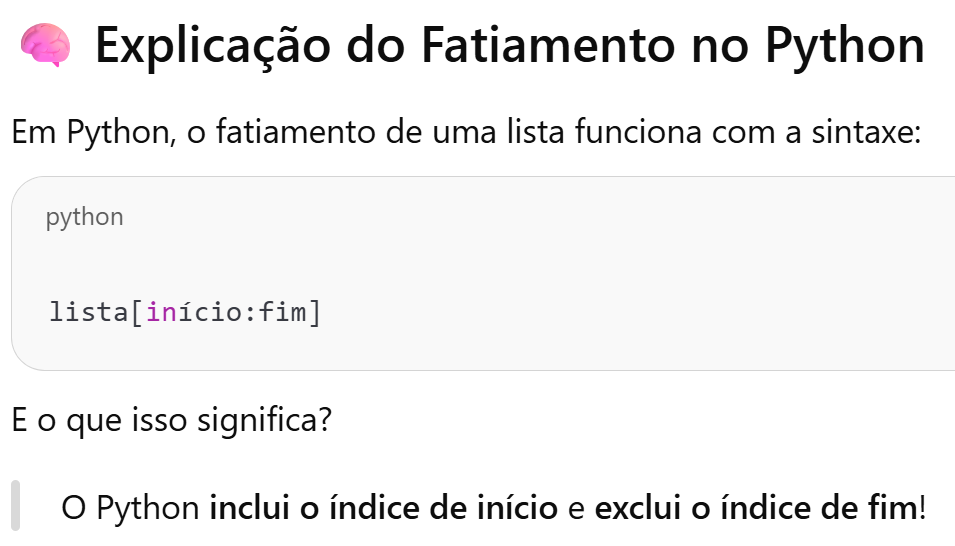 🧠 Explicação do Fatiamento no Python
Em Python, o fatiamento de uma lista funciona com a sintaxe:
python
lista[início:fim]
E o que isso significa?
O Python inclui o índice de início e exclui o índice de fim!